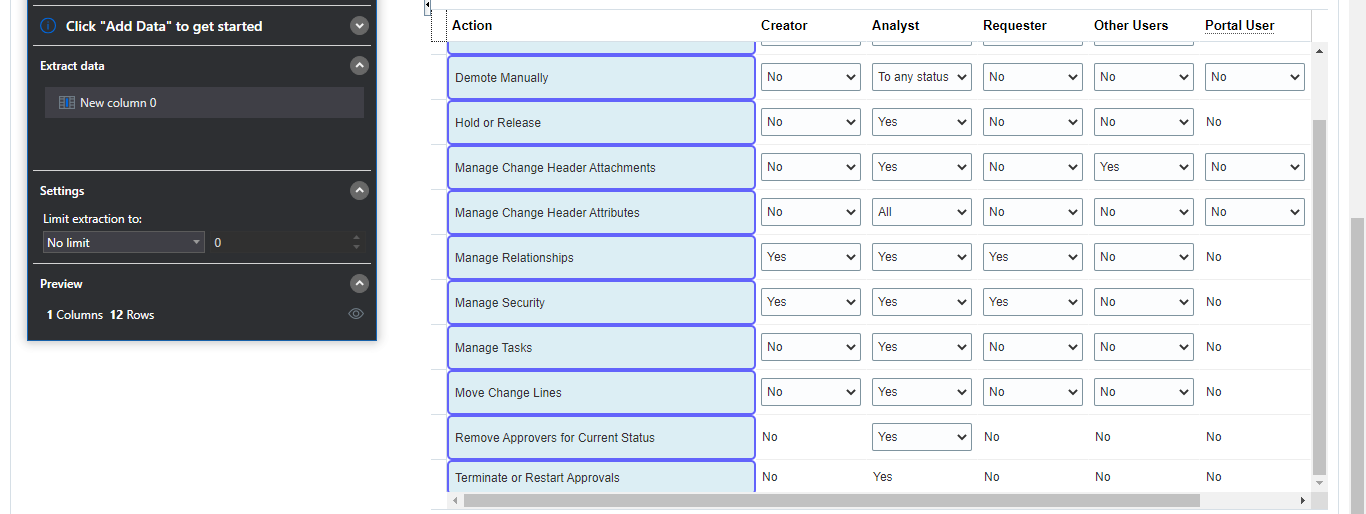 Click "Add Data" to get started
Extract data
New column 0
Settings
Limit extraction to:
No limit 0
Preview
1 Columns 12 Rows
Action Creator Analyst Requester Other Users Portal User
Demote Manually No To any status No No No
Hold or Release No Yes No No No
Manage Change Header Attachments No Yes No Yes No
Manage Change Header Attributes No All No No No
Manage Relationships Yes Yes Yes No No
Manage Security Yes Yes Yes No No
Manage Tasks No Yes No No No
Move Change Lines No Yes No No No
Remove Approvers for Current Status No Yes No No No
Terminate or Restart Approvals No Yes No No No